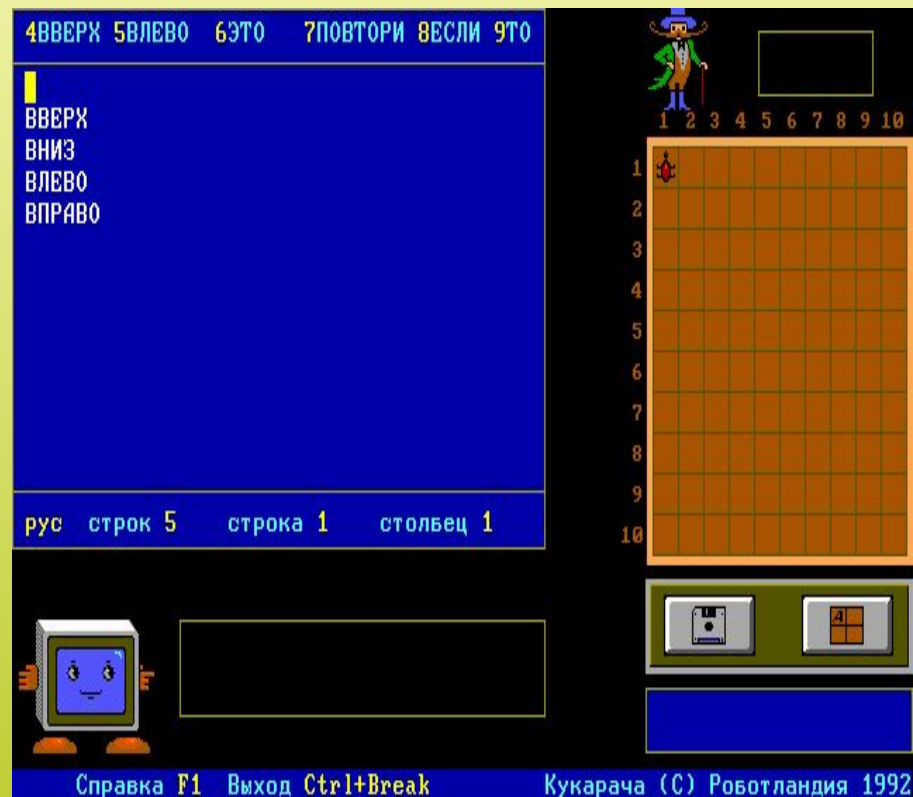 4ВВЕРХ 5ВЛЕВО 6ЭТО 7ПОВТОРИ 8ЕСЛИ 9ТО
ВВЕРХ
ВНИЗ
ВЛЕВО
ВПРАВО
рус строк 5 строка 1 столбец 1
1 2 3 4 5 6 7 8 9 10
1
2
3
4
5
6
7
8
9
10
А
Справка F1 Выход Ctrl+Break Кукарача (C) Роботландия 1992